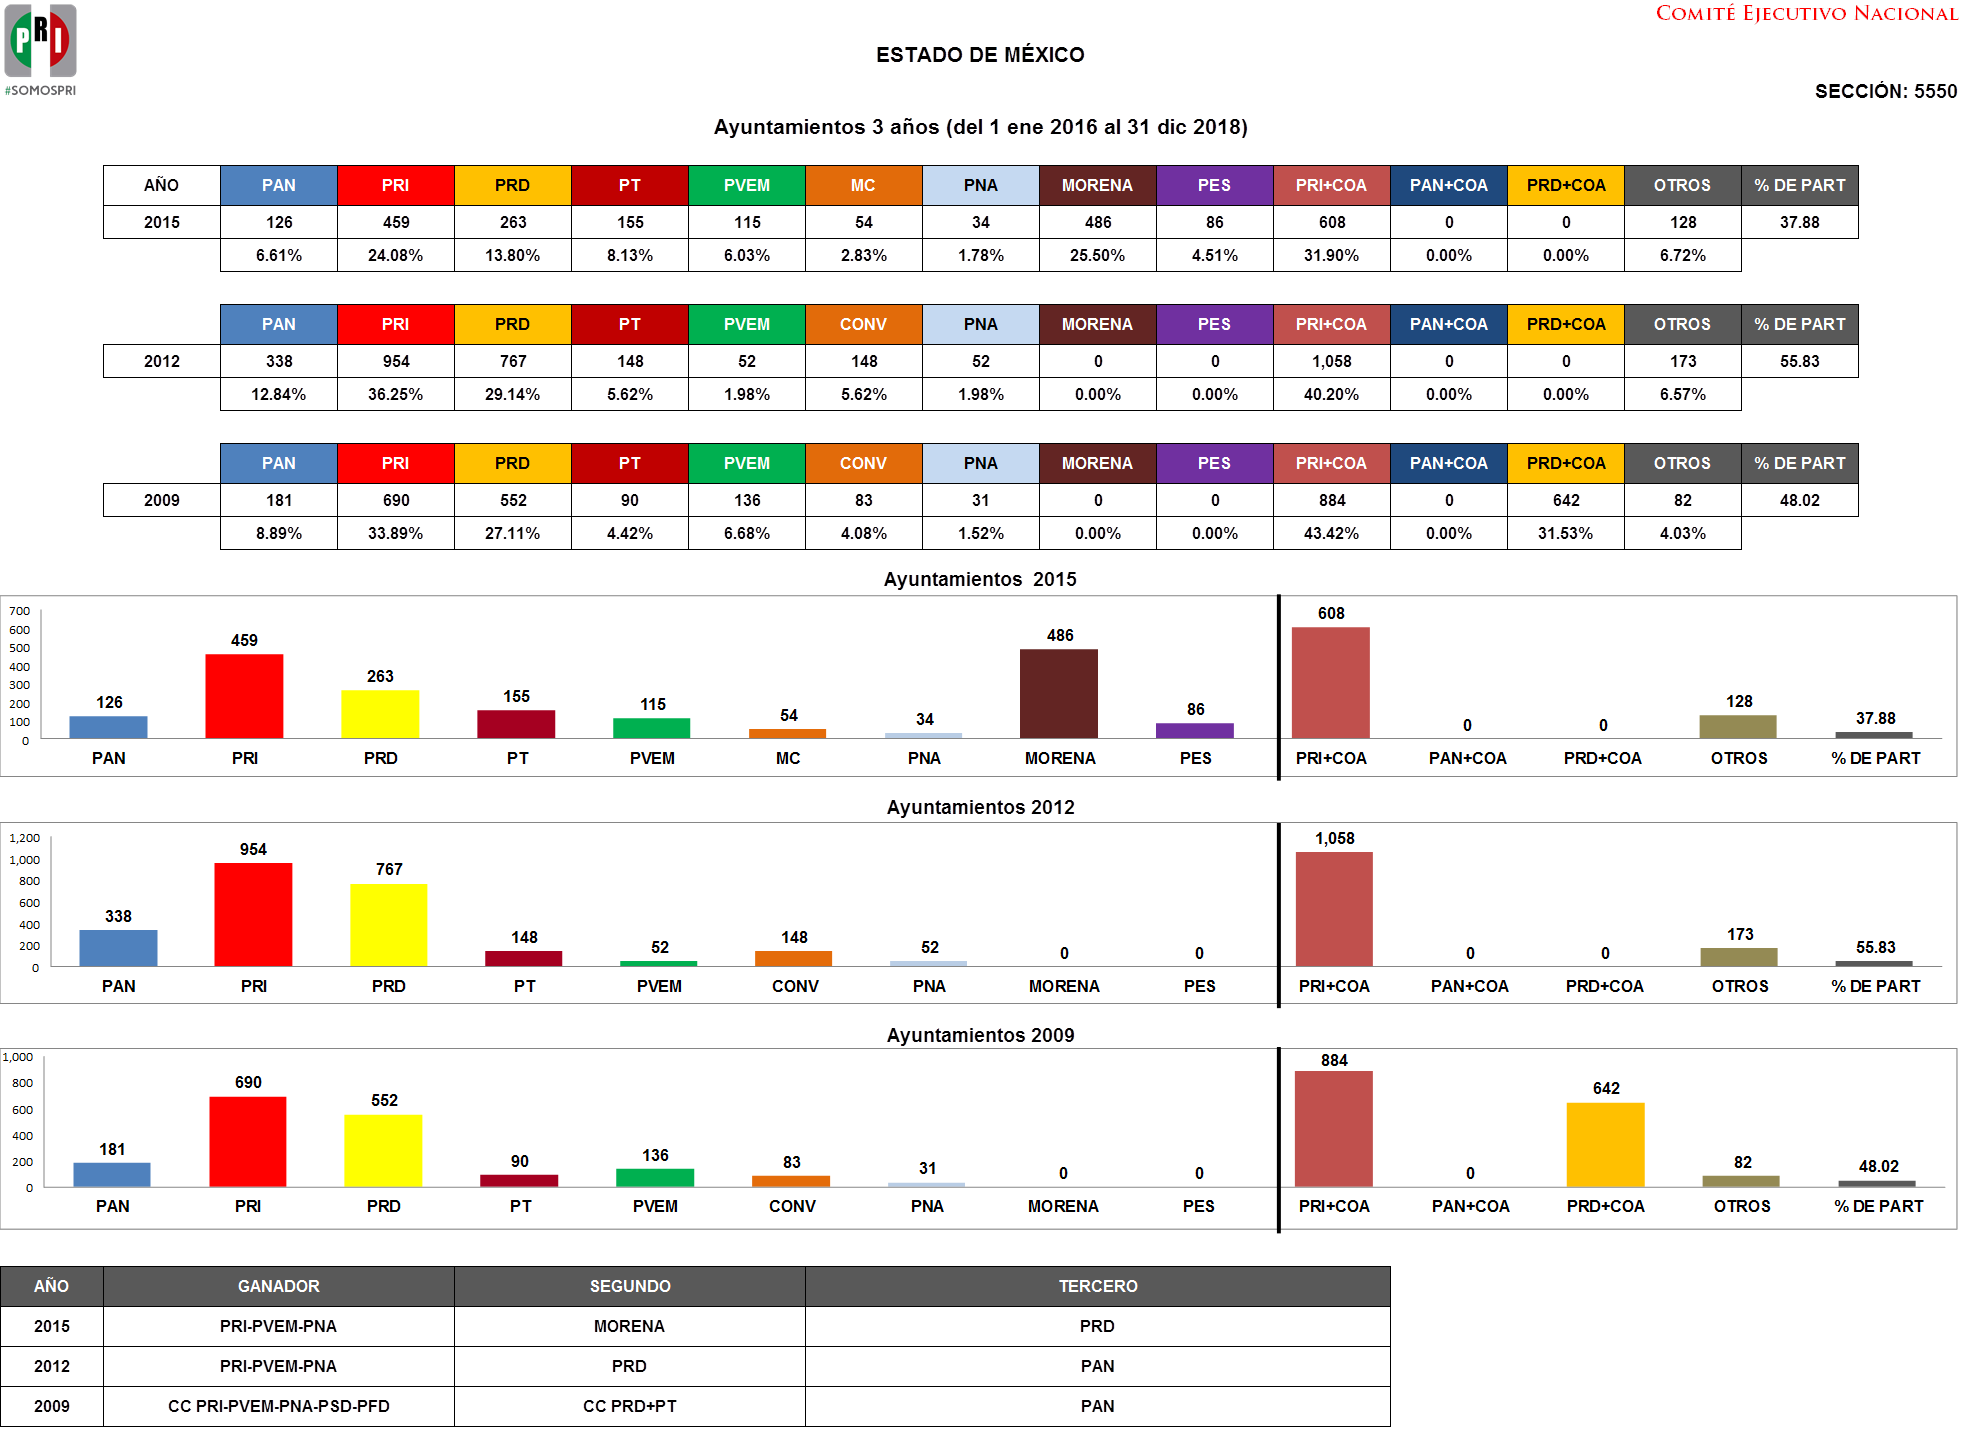 PRI
#SOMOSPRI
COMITÉ EJECUTIVO NACIONAL
ESTADO DE MÉXICO
SECCIÓN: 5550
Ayuntamientos 3 años (del 1 ene 2016 al 31 dic 2018)
AÑO PAN PRI PRD PT PVEM MC PNA MORENA PES PRI+COA PAN+COA PRD+COA OTROS % DE PART
2015 126 459 263 155 115 54 34 486 86 608 0 0 128 37.88
6.61% 24.08% 13.80% 8.13% 6.03% 2.83% 1.78% 25.50% 4.51% 31.90% 0.00% 0.00% 6.72%
PAN PRI PRD PT PVEM CONV PNA MORENA PES PRI+COA PAN+COA PRD+COA OTROS % DE PART
2012 338 954 767 148 52 148 52 0 0 1,058 0 0 173 55.83
12.84% 36.25% 29.14% 5.62% 1.98% 5.62% 1.98% 0.00% 0.00% 40.20% 0.00% 0.00% 6.57%
PAN PRI PRD PT PVEM CONV PNA MORENA PES PRI+COA PAN+COA PRD+COA OTROS % DE PART
2009 181 690 552 90 136 83 31 0 0 884 0 642 82 48.02
8.89% 33.89% 27.11% 4.42% 6.68% 4.08% 1.52% 0.00% 0.00% 43.42% 0.00% 31.53% 4.03%
Ayuntamientos 2015
700
600
500
400
300
200
100
0
126 459 263 155 115 54 34 486 86 608 0 0 128 37.88
PAN PRI PRD PT PVEM MC PNA MORENA PES PRI+COA PAN+COA PRD+COA OTROS % DE PART
Ayuntamientos 2012
1,200
1,000
800
600
400
200
0
338 954 767 148 52 148 52 0 0 1,058 0 0 173 55.83
PAN PRI PRD PT PVEM CONV PNA MORENA PES PRI+COA PAN+COA PRD+COA OTROS % DE PART
Ayuntamientos 2009
1,000
800
600
400
200
0
181 690 552 90 136 83 31 0 0 884 0 642 82 48.02
PAN PRI PRD PT PVEM CONV PNA MORENA PES PRI+COA PAN+COA PRD+COA OTROS % DE PART
AÑO GANADOR SEGUNDO TERCERO
2015 PRI-PVEM-PNA MORENA PRD
2012 PRI-PVEM-PNA PRD PAN
2009 CC PRI-PVEM-PNA-PSD-PFD CC PRD+PT PAN